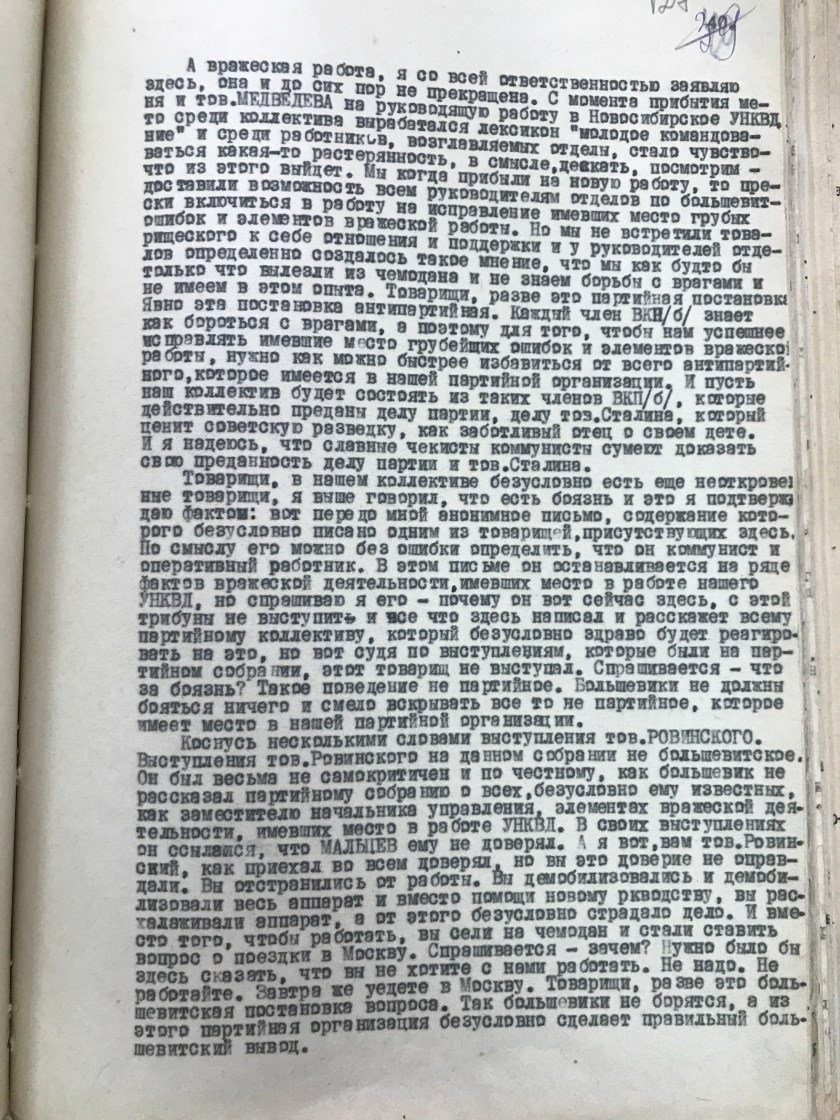 А вражеская работа, я со всей ответственностью заявляю
здесь, она и до сих пор не прекращена. С момента прибытия ме-
ня и тов.МЕДВЕДЕВА на руководящую работу в Новосибирское УНКВД,
то среди коллектива вырабатался лексикон "молодое командова-
ние" и среди работников, возглавляемых отделы, стало чувство-
ваться какая-то растерянность, в смысле,дескать, посмотрим -
что из этого выйдет. Мы когда прибыли на новую работу, то пре-
доставили возможность всем руководителям отделов по большевит-
ски включиться в работу на исправление имевших место грубых
ошибок и элементов вражеской работы. Но мы не встретили това-
рищеского к себе отношения и поддержки и у руководителей отде-
лов определенно создалось такое мнение, что мы как будто бы
только что вылезли из чемодана и не знаем борьбы с врагами и
не имеем в этом опыта. Товарищи, разве это партийная постановка
Явно эта постановка антипартийная. Каждый член ВКП/б/ знает
как бороться с врагами, а поэтому для того, чтобы нам успешнее
исправлять имевшие место грубейщих ошибок и элементов вражеской
работы, нужно как можно быстрее избавиться от всего антипартий-
ного,которое имеется в нашей партийной организации. И пусть
наш коллектив будет состоять из таких членов ВКП/б/, которые
действительно преданы делу партии, делу тов.Сталина, который
ценит советскую разведку, как заботливый отец о своем дете.
И я надеюсь, что славные чекисты коммунисты сумеют доказать
свою преданность делу партии и тов.Сталина.
Товарищи, в нашем коллективе безусловно есть еще неоткровен
нные товарищи, я выше говорил, что есть боязнь и это я подтверж
даю фактом: вот передо мной анонимное письмо, содержание кото-
рого безусловно писано одним из товарищей,присутствующих здесь.
По смыслу его можно без ошибки определить, что он коммунист и
оперативный работник. В этом письме он останавливается на ряде
фактов вражеской деятельности,имевших место в работе нашего
УНКВД, но спрашиваю я его - почему он вот сейчас здесь, с этой
трибуны не выступить и все что здесь написал и расскажет всему
партийному коллективу, который безусловно здраво будет реагиро-
вать на это, но вот судя по выступлениям, которые были на пар-
тийном собрании, этот товарищ не выступал. Спрашивается - что
за боязнь? Такое поведение не партийное. Большевики не должны
бояться ничего и смело вскрывать все то не партийное, которое
имеет место в нашей партийной организации.
Коснусь несколькими словами выступления тов.РОВИНСКОГО.
Выступления тов.Ровинского на данном собрании не большевитское.
Он был весьма не самокритичен и по честному, как большевик не
рассказал партийному собранию о всех,безусловно ему известных,
как заместителю начальника управления, элементах вражеской дея-
тельности, имевших место в работе УНКВД. В своих выступлениях
он ссылался, что МАЛЬЦЕВ ему не доверял. А я вот,вам тов.Ровин-
ский, как приехал во всем доверял, но вы это доверие не оправ-
дали. Вы отстранились от работы. Вы демобилизовались и демоби-
лизовали весь аппарат и вместо помощи новому ркводству, вы рас-
халаживали аппарат, а от этого безусловно страдало дело. И вме-
сто того, чтобы работать, вы сели на чемодан и стали ставить
вопрос о поездки в Москву. Спрашивается - зачем? Нужно было бы
здесь сказать, что вы не хотите с нами работать. Не надо. Не
работайте. Завтра же уедете в Москву. Товарищи, разве это боль-
шевитская постановка вопроса. Так большевики не борятся, а из
этого партийная организация безусловно сделает правильный боль-
шевитский вывод.